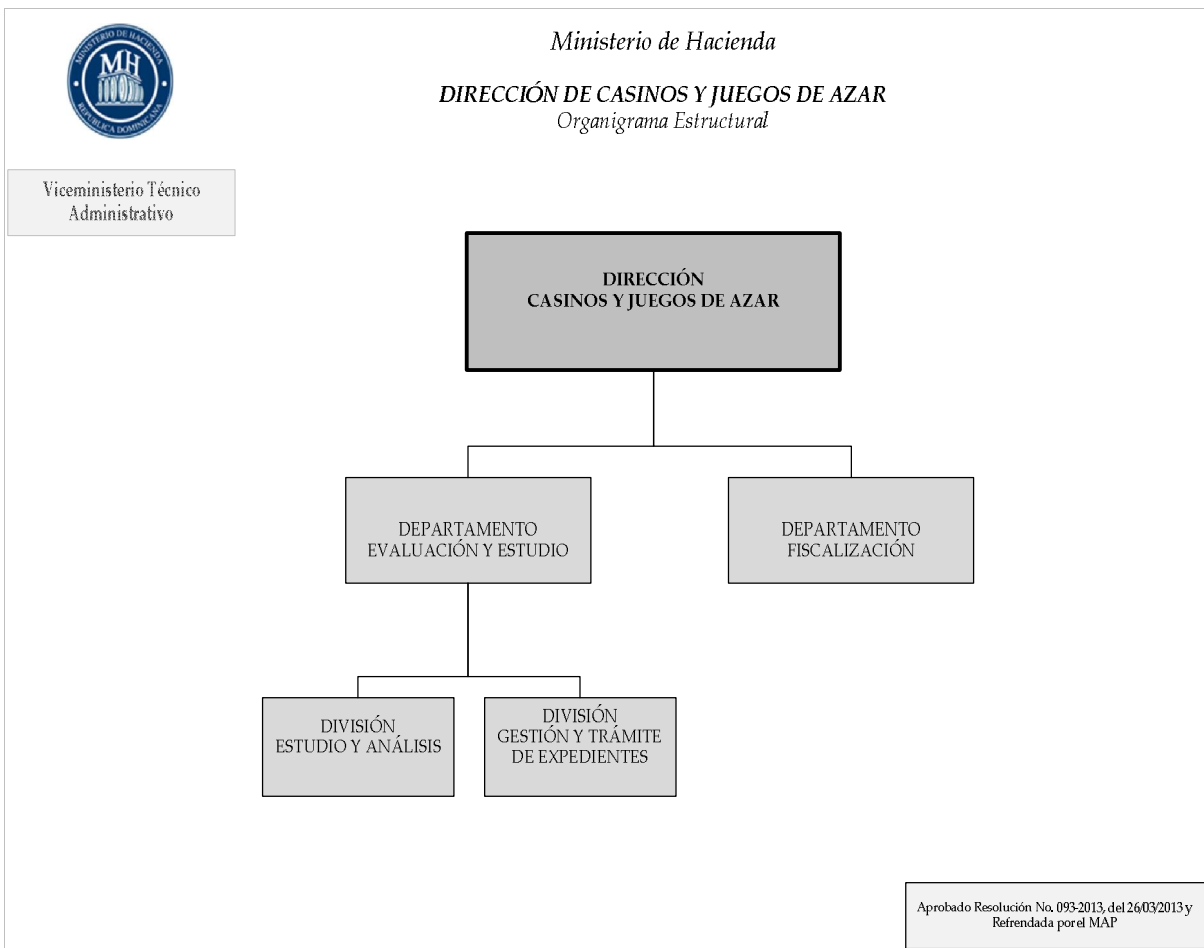 MINISTERIO DE HACIENDA
MH
REPUBLICA DOMINICANA
Ministerio de Hacienda
DIRECCIÓN DE CASINOS Y JUEGOS DE AZAR
Organigrama Estructural
Viceministerio Técnico
Administrativo
DIRECCIÓN
CASINOS Y JUEGOS DE AZAR
DEPARTAMENTO
EVALUACIÓN Y ESTUDIO
DEPARTAMENTO
FISCALIZACIÓN
DIVISIÓN
ESTUDIO Y ANÁLISIS
DIVISIÓN
GESTIÓN Y TRÁMITE
DE EXPEDIENTES
Aprobado Resolución No. 093-2013, del 26/03/2013 y
Refrendada por el MAP